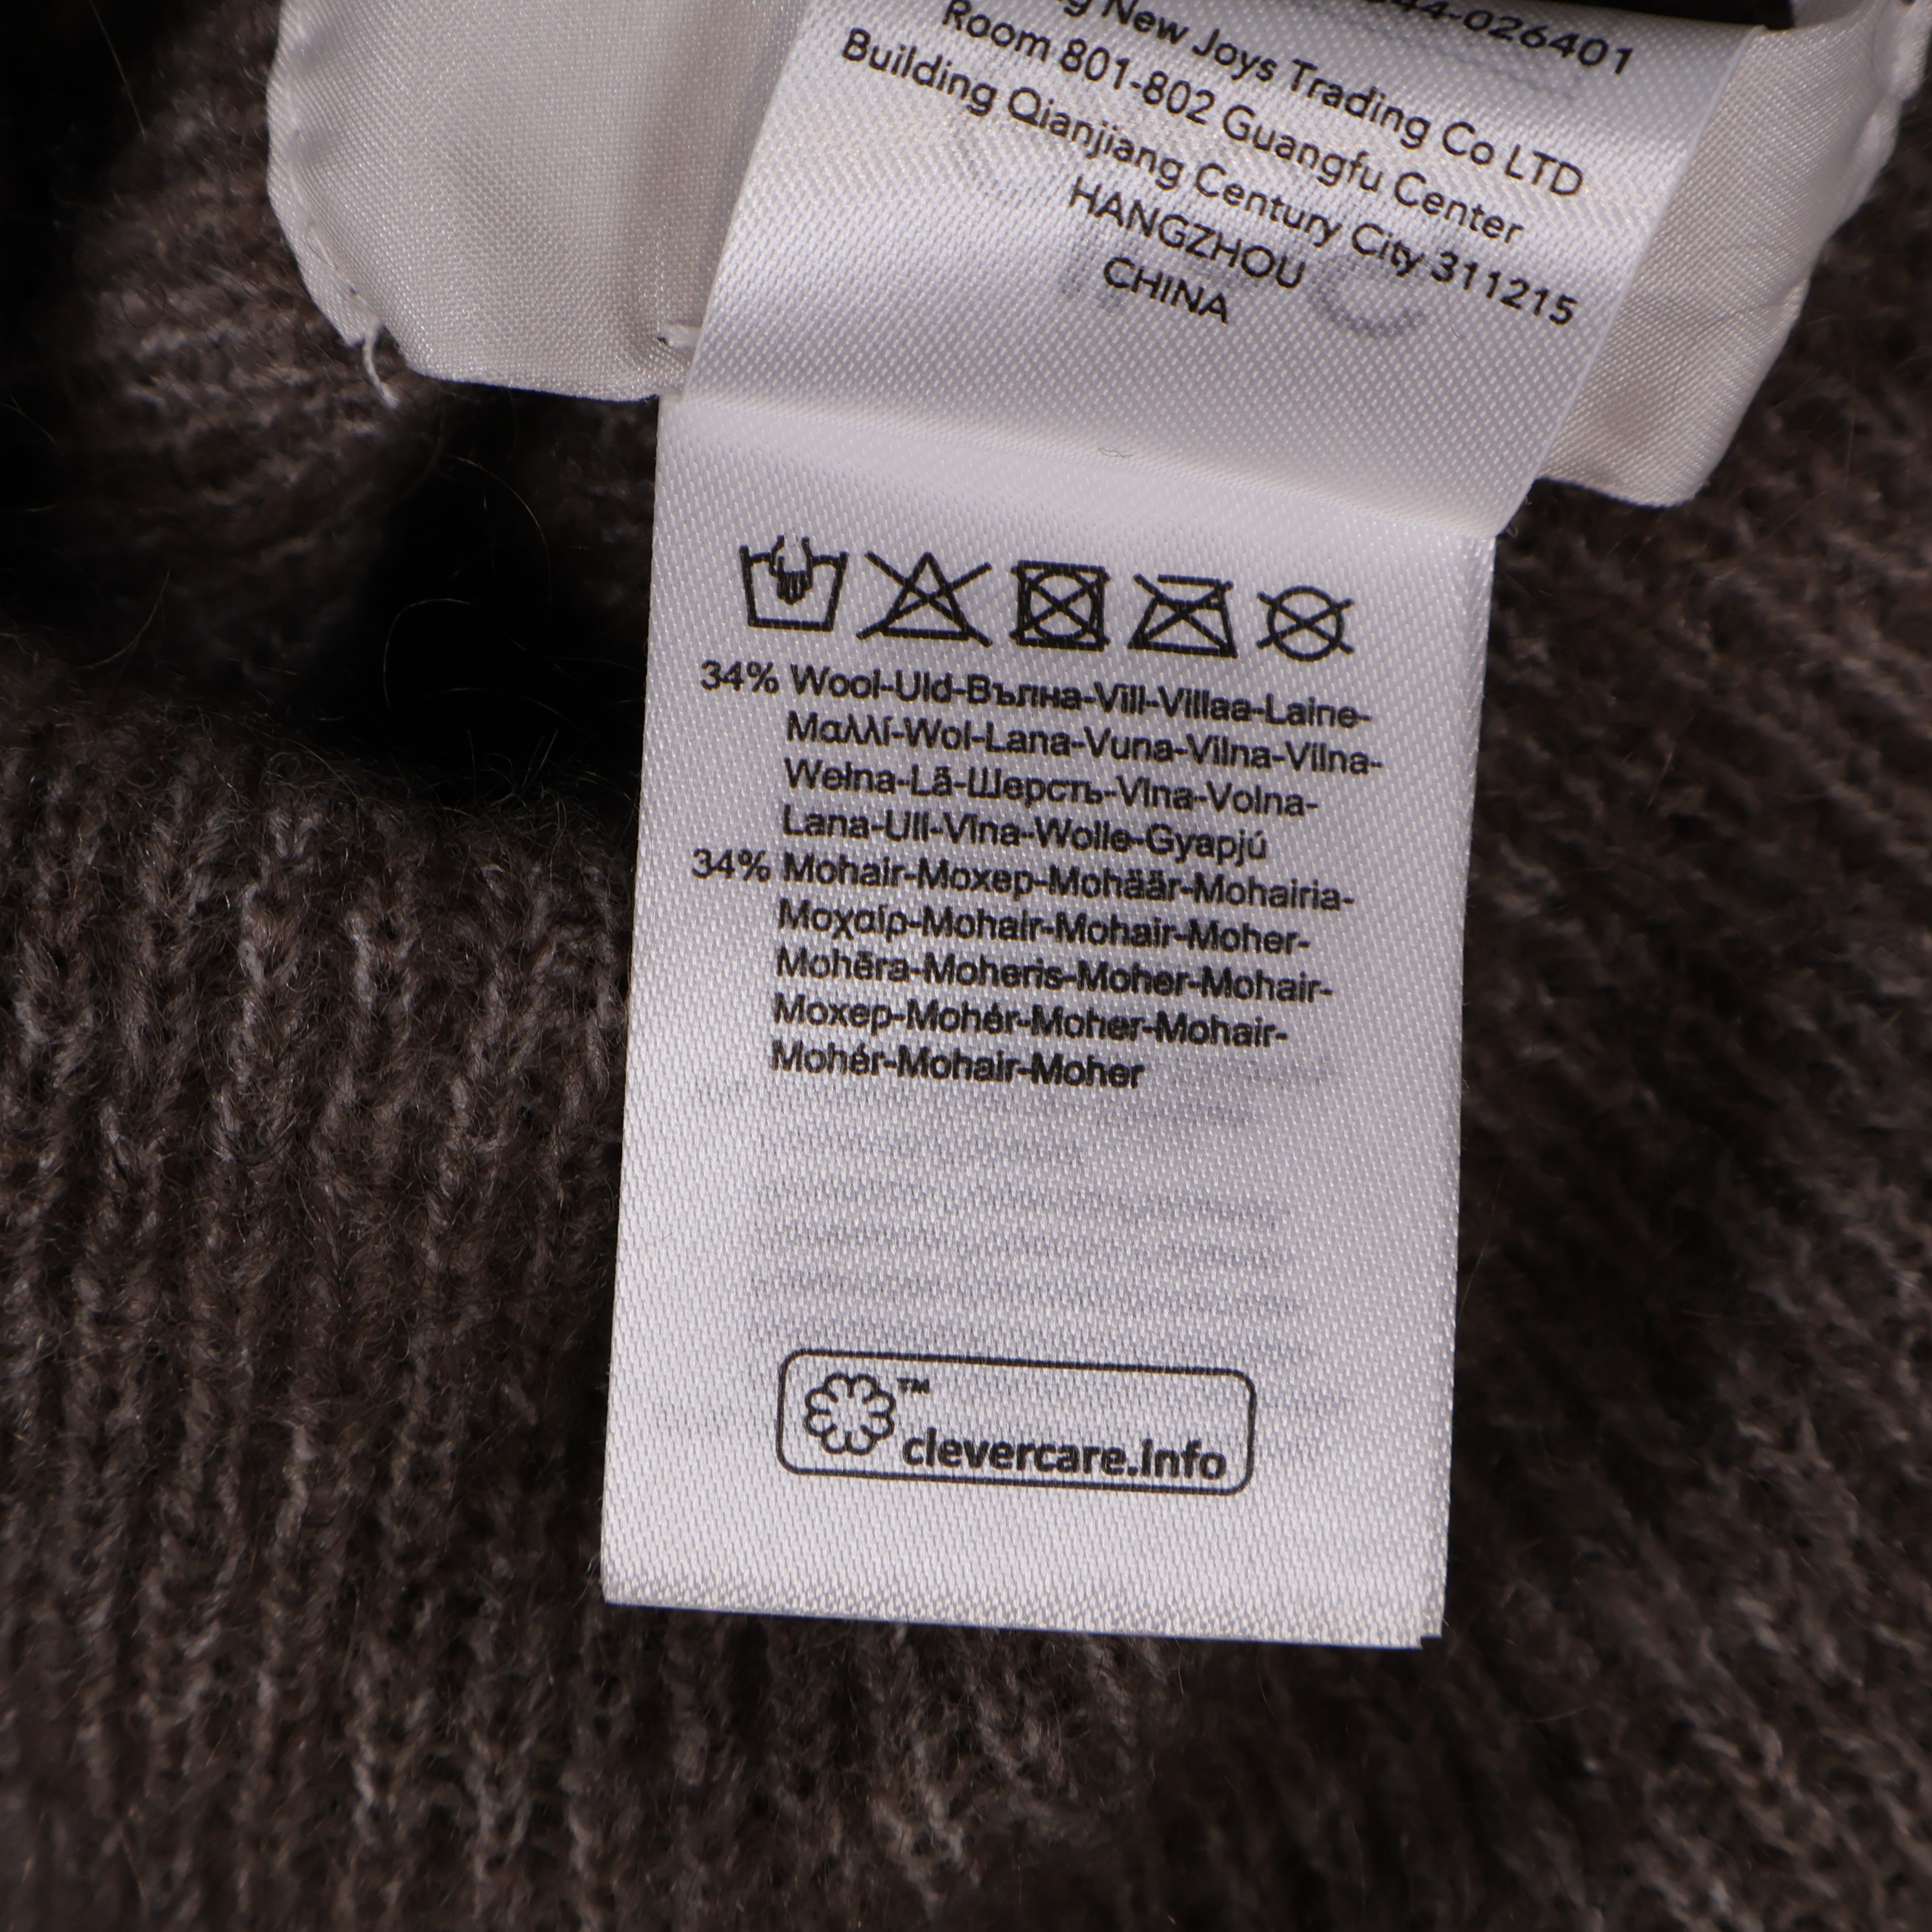 44-026401
New Joys Trading Co LTD
Room 801-802 Guangfu Center
Building Qianjiang Century City 311215
HANGZHOU
CHINA
34% Wool-Uld-Вълна-Vill-Villaa-Laine-
Μαλλί-Wol-Lana-Vuna-Vilna-Vilna-
Wełna-Lã-Шерсть-Vlna-Volna-
Lana-Ull-Vlna-Wolle-Gyapjú
34% Mohair-Мохер-Mohäär-Mohairia-
Μοχαίρ-Mohair-Mohair-Moher-
Mohēra-Moheris-Moher-Mohair-
Мохер-Mohér-Moher-Mohair-
Mohér-Mohair-Moher
™
clevercare.info